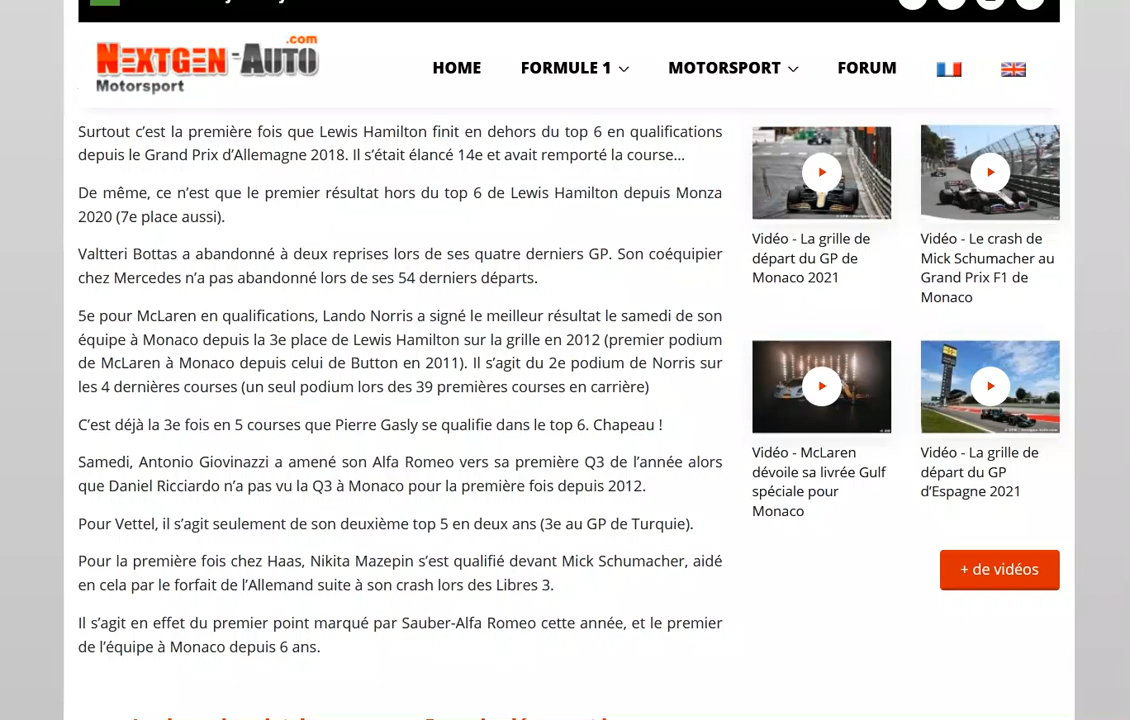 NEXTGEN-AUTO
.com
Motorsport
HOME
FORMULE 1
MOTORSPORT
FORUM
Surtout c’est la première fois que Lewis Hamilton finit en dehors du top 6 en qualifications
depuis le Grand Prix d’Allemagne 2018. Il s’était élancé 14e et avait remporté la course...
De même, ce n’est que le premier résultat hors du top 6 de Lewis Hamilton depuis Monza
2020 (7e place aussi).
Valtteri Bottas a abandonné à deux reprises lors de ses quatre derniers GP. Son coéquipier
chez Mercedes n’a pas abandonné lors de ses 54 derniers départs.
5e pour McLaren en qualifications, Lando Norris a signé le meilleur résultat le samedi de son
équipe à Monaco depuis la 3e place de Lewis Hamilton sur la grille en 2012 (premier podium
de McLaren à Monaco depuis celui de Button en 2011). Il s’agit du 2e podium de Norris sur
les 4 dernières courses (un seul podium lors des 39 premières courses en carrière)
C’est déjà la 3e fois en 5 courses que Pierre Gasly se qualifie dans le top 6. Chapeau !
Samedi, Antonio Giovinazzi a amené son Alfa Romeo vers sa première Q3 de l’année alors
que Daniel Ricciardo n’a pas vu la Q3 à Monaco pour la première fois depuis 2012.
Pour Vettel, il s’agit seulement de son deuxième top 5 en deux ans (3e au GP de Turquie).
Pour la première fois chez Haas, Nikita Mazepin s’est qualifié devant Mick Schumacher, aidé
en cela par le forfait de l’Allemand suite à son crash lors des Libres 3.
Il s’agit en effet du premier point marqué par Sauber-Alfa Romeo cette année, et le premier
de l’équipe à Monaco depuis 6 ans.
Vidéo - La grille de
départ du GP de
Monaco 2021
Vidéo - Le crash de
Mick Schumacher au
Grand Prix F1 de
Monaco
Vidéo - McLaren
dévoile sa livrée Gulf
spéciale pour
Monaco
Vidéo - La grille de
départ du GP
d’Espagne 2021
+ de vidéos